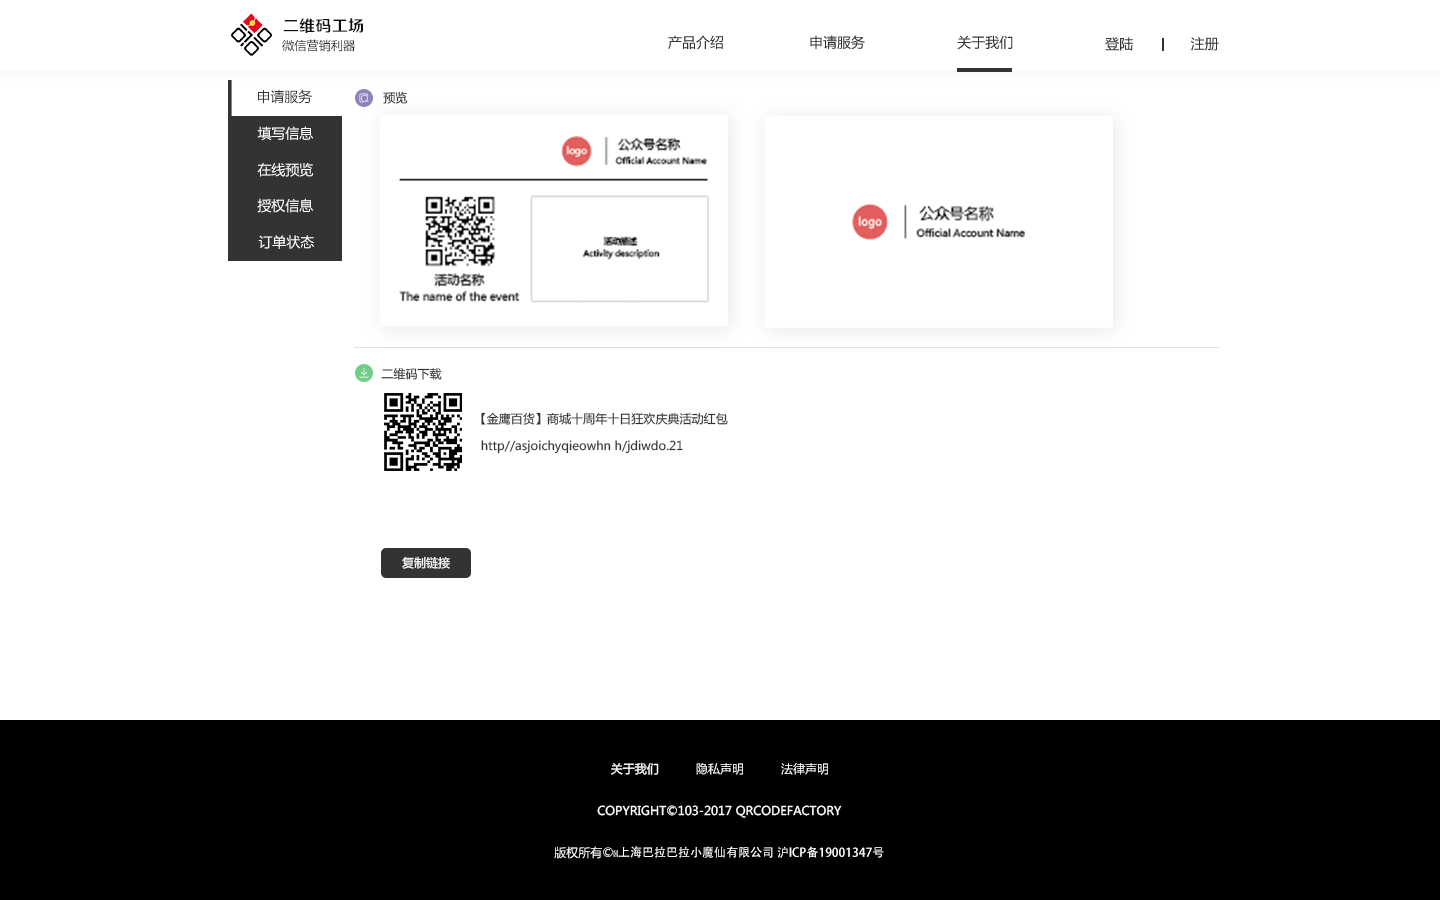 二维码工场
微信营销利器
产品介绍
申请服务
关于我们
登陆
注册
申请服务
填写信息
在线预览
授权信息
订单状态
预览
logo
公众号名称
Official Account Name
活动名称
The name of the event
活动描述
Activity description
logo
公众号名称
Official Account Name
二维码下载
【金鹰百货】商城十周年十日狂欢庆典活动红包
http//asjoichyqieowhn h/jdiwdo.21
复制链接
关于我们 隐私声明 法律声明
COPYRIGHT©103-2017 QRCODEFACTORY
版权所有©上海巴拉巴拉小魔仙有限公司 沪ICP备19001347号